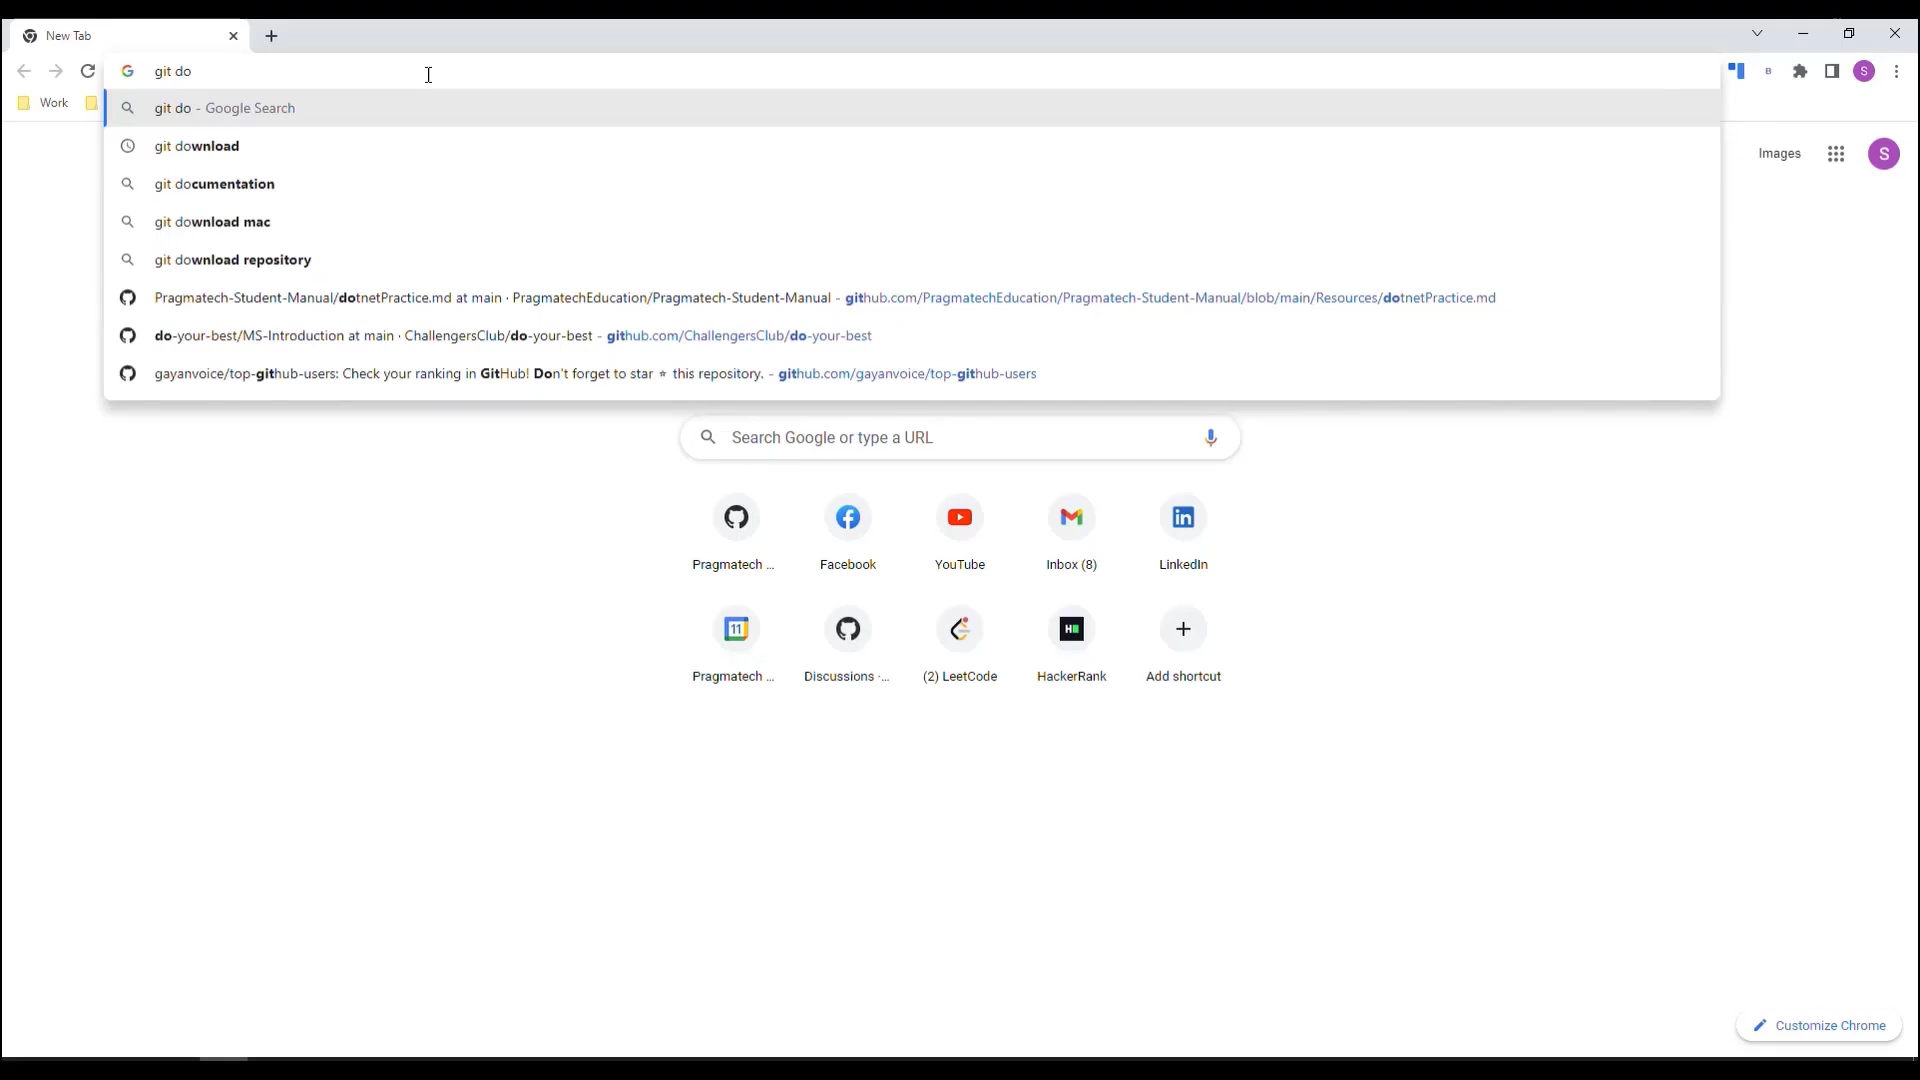 New Tab
git do
git do - Google Search
Work
git download
git documentation
Images
S
git download mac
git download repository
Pragmatech-Student-Manual/dotnetPractice.md at main · PragmatechEducation/Pragmatech-Student-Manual - github.com/PragmatechEducation/Pragmatech-Student-Manual/blob/main/Resources/dotnetPractice.md
do-your-best/MS-Introduction at main · ChallengersClub/do-your-best - github.com/ChallengersClub/do-your-best
gayanvoice/top-github-users: Check your ranking in GitHub! Don't forget to star ⭐ this repository. - github.com/gayanvoice/top-github-users
Search Google or type a URL
Pragmatech ... Facebook YouTube Inbox (8) LinkedIn
Pragmatech ... Discussions ·... (2) LeetCode HackerRank Add shortcut
Customize Chrome